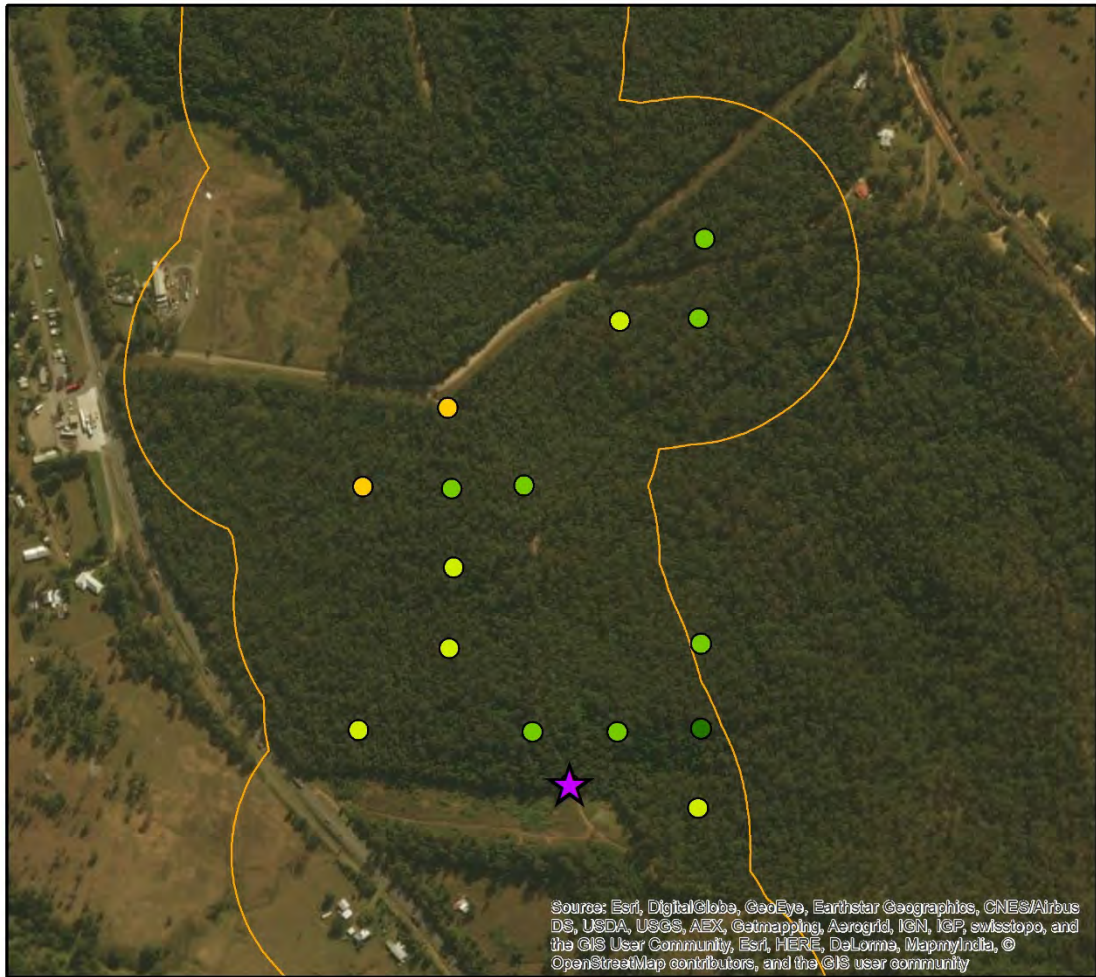 Source: Esri, DigitalGlobe, GeoEye, Earthstar Geographics, CNES/Airbus
DS, USDA, USGS, AEX, Getmapping, Aerogrid, IGN, IGP, swisstopo, and
the GIS User Community, Esri, HERE, DeLorme, MapmyIndia, ©
OpenStreetMap contributors, and the GIS user community